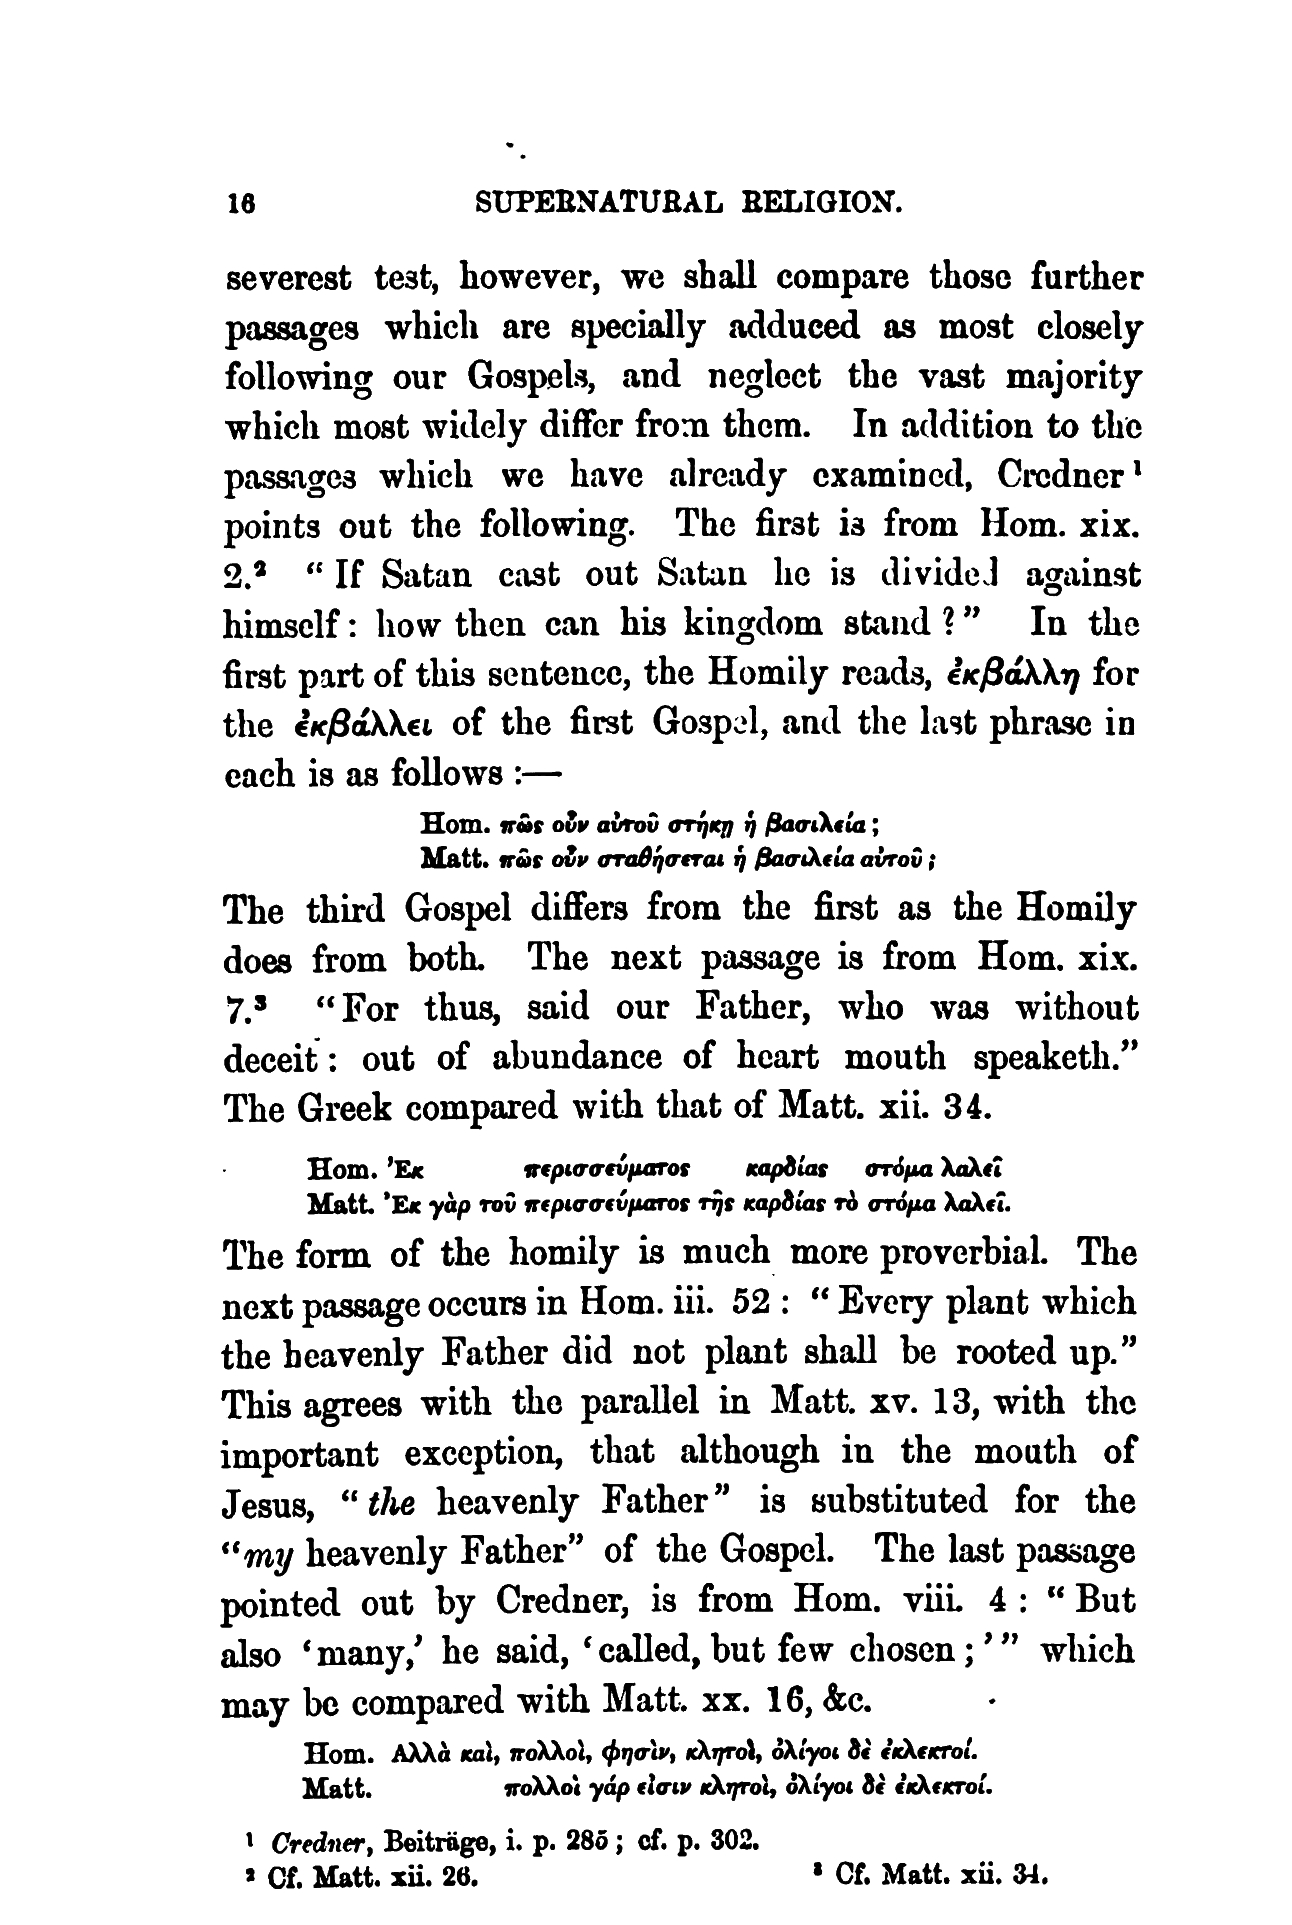 16 SUPERNATURAL RELIGION.
severest test, however, we shall compare those further
passages which are specially adduced as most closely
following our Gospels, and neglect the vast majority
which most widely differ from them. In addition to the
passages which we have already examined, Credner ¹
points out the following. The first is from Hom. xix.
2.² “ If Satan cast out Satan he is divided against
himself : how then can his kingdom stand ? ” In the
first part of this sentence, the Homily reads, ἐκβάλλη for
the ἐκβάλλει of the first Gospel, and the last phrase in
each is as follows :—
Hom. πῶς οὖν αὐτοῦ στήκῃ ἡ βασιλεία ;
Matt. πῶς οὖν σταθήσεται ἡ βασιλεία αὐτοῦ ;
The third Gospel differs from the first as the Homily
does from both. The next passage is from Hom. xix.
7.³ “For thus, said our Father, who was without
deceit : out of abundance of heart mouth speaketh.”
The Greek compared with that of Matt. xii. 34.
Hom. Ἐκ περισσεύματος καρδίας στόμα λαλεῖ
Matt. Ἐκ γὰρ τοῦ περισσεύματος τῆς καρδίας τὸ στόμα λαλεῖ.
The form of the homily is much more proverbial. The
next passage occurs in Hom. iii. 52 : “ Every plant which
the heavenly Father did not plant shall be rooted up.”
This agrees with the parallel in Matt. xv. 13, with the
important exception, that although in the mouth of
Jesus, “ the heavenly Father” is substituted for the
“my heavenly Father” of the Gospel. The last passage
pointed out by Credner, is from Hom. viii. 4 : “ But
also ‘many,’ he said, ‘called, but few chosen ; ’ ” which
may be compared with Matt. xx. 16, &c.
Hom. Αλλὰ καὶ, πολλοὶ, φησὶν, κλητοὶ, ὀλίγοι δὲ ἐκλεκτοί.
Matt. πολλοὶ γάρ εἰσιν κλητοὶ, ὀλίγοι δὲ ἐκλεκτοί.
¹ Credner, Beiträge, i. p. 285 ; cf. p. 302.
² Cf. Matt. xii. 26. ³ Cf. Matt. xii. 34.